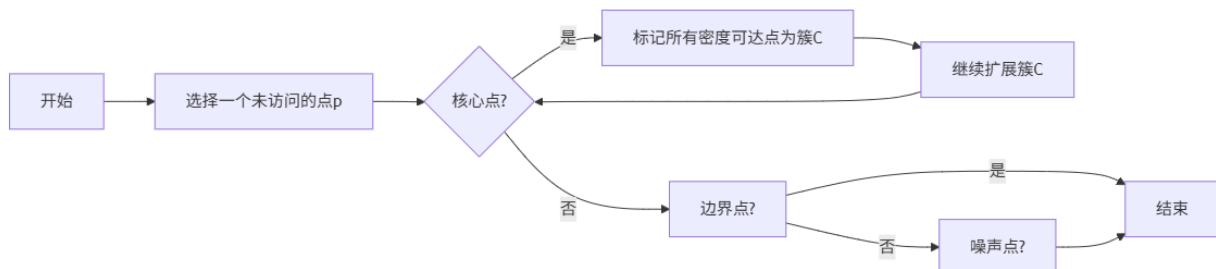 开始
选择一个未访问的点p
核心点?
是
标记所有密度可达点为簇C
继续扩展簇C
否
边界点?
是
否
噪声点?
结束